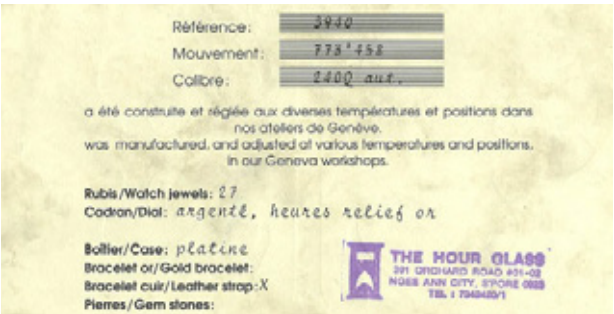 Référence: 3940
Mouvement: 773'458
Calibre: 240Q aut.
a été construite et réglée aux diverses températures et positions dans
nos ateliers de Genève.
was manufactured, and adjusted at various temperatures and positions,
in our Geneva workshops.
Rubis/Watch jewels: 27
Cadran/Dial: argenté, heures relief or
Boîtier/Case: platine
Bracelet or/Gold bracelet:
Bracelet cuir/Leather strap: X
Pierres/Gem stones:
THE HOUR GLASS
391 ORCHARD ROAD #01-02
NGEE ANN CITY, S'PORE 0923
TEL :